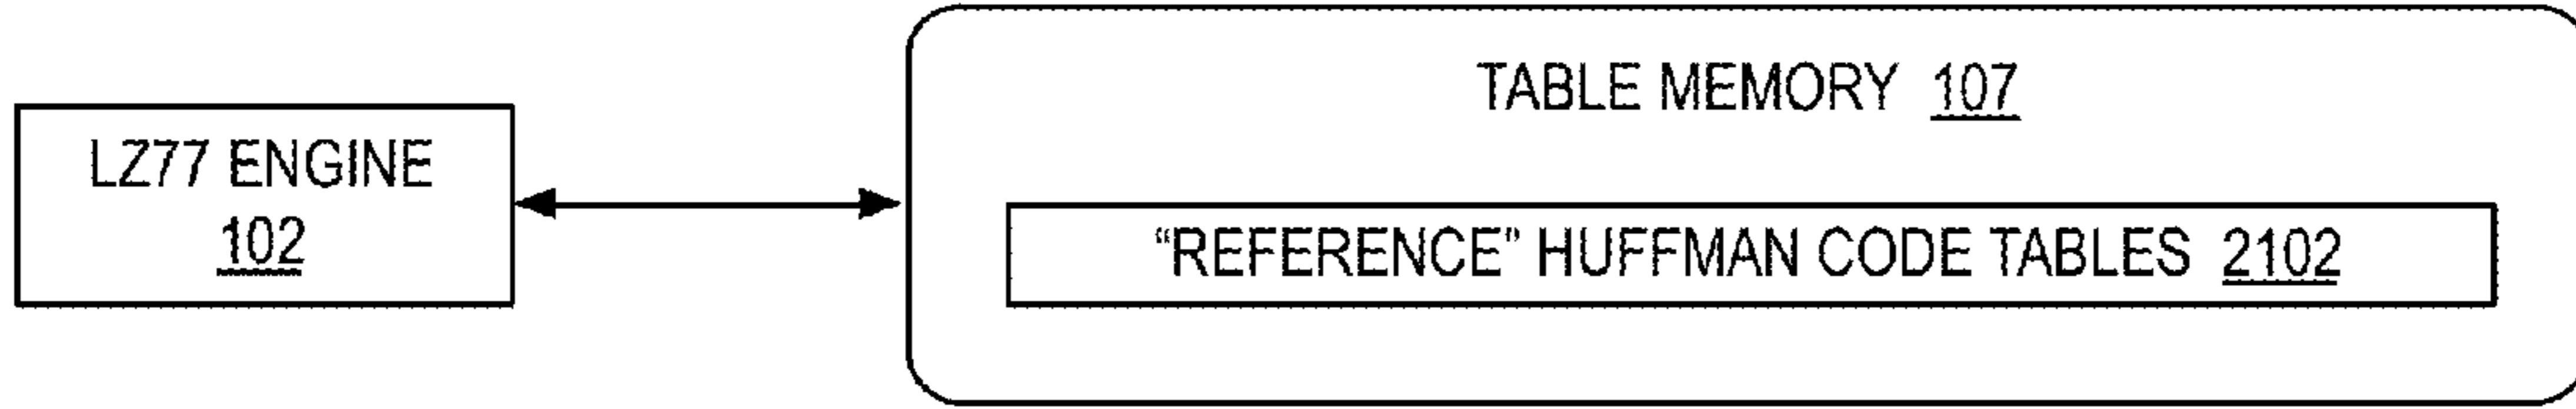 LZ77 ENGINE
102
TABLE MEMORY 107
“REFERENCE” HUFFMAN CODE TABLES 2102